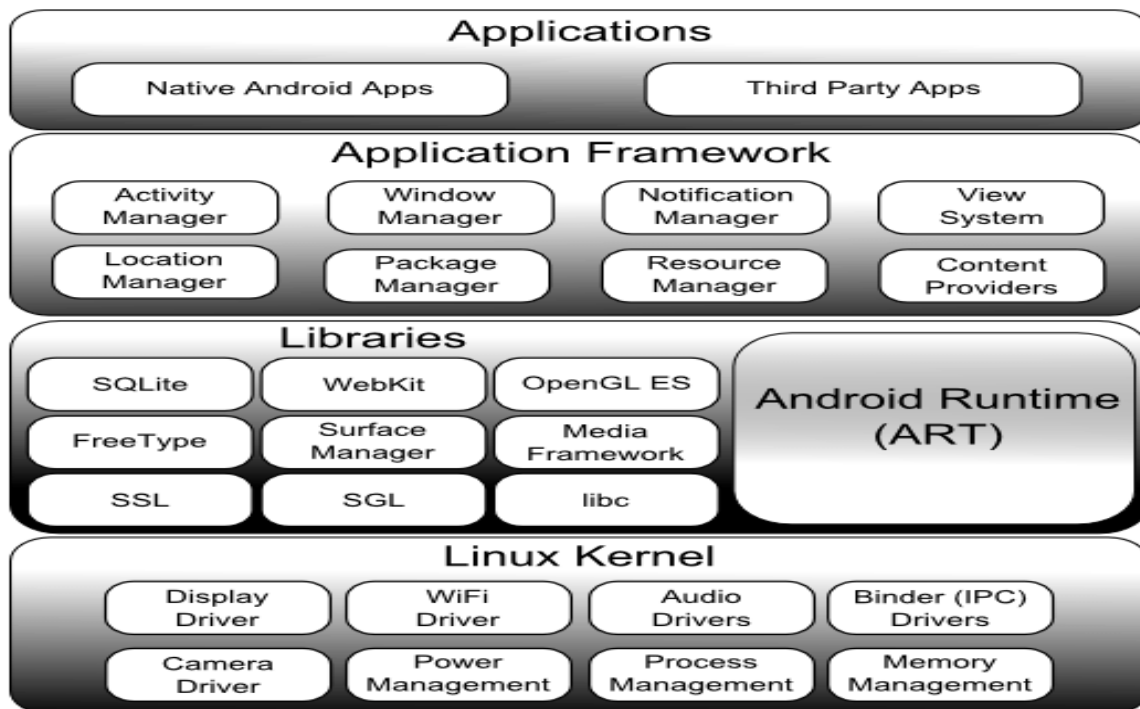 Applications
Native Android Apps
Third Party Apps
Application Framework
Activity
Manager
Window
Manager
Notification
Manager
View
System
Location
Manager
Package
Manager
Resource
Manager
Content
Providers
Libraries
SQLite
WebKit
OpenGL ES
FreeType
Surface
Manager
Media
Framework
SSL
SGL
libc
Android Runtime
(ART)
Linux Kernel
Display
Driver
WiFi
Driver
Audio
Drivers
Binder (IPC)
Drivers
Camera
Driver
Power
Management
Process
Management
Memory
Management